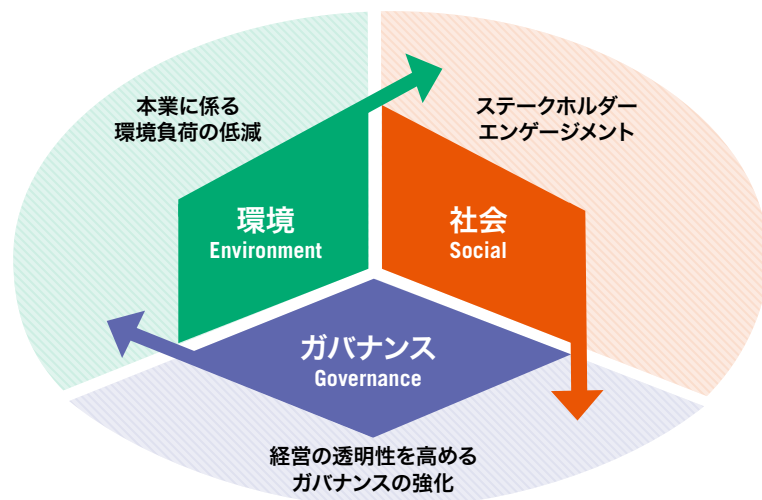 本業に係る
環境負荷の低減
ステークホルダー
エンゲージメント
環境
Environment
社会
Social
ガバナンス
Governance
経営の透明性を高める
ガバナンスの強化